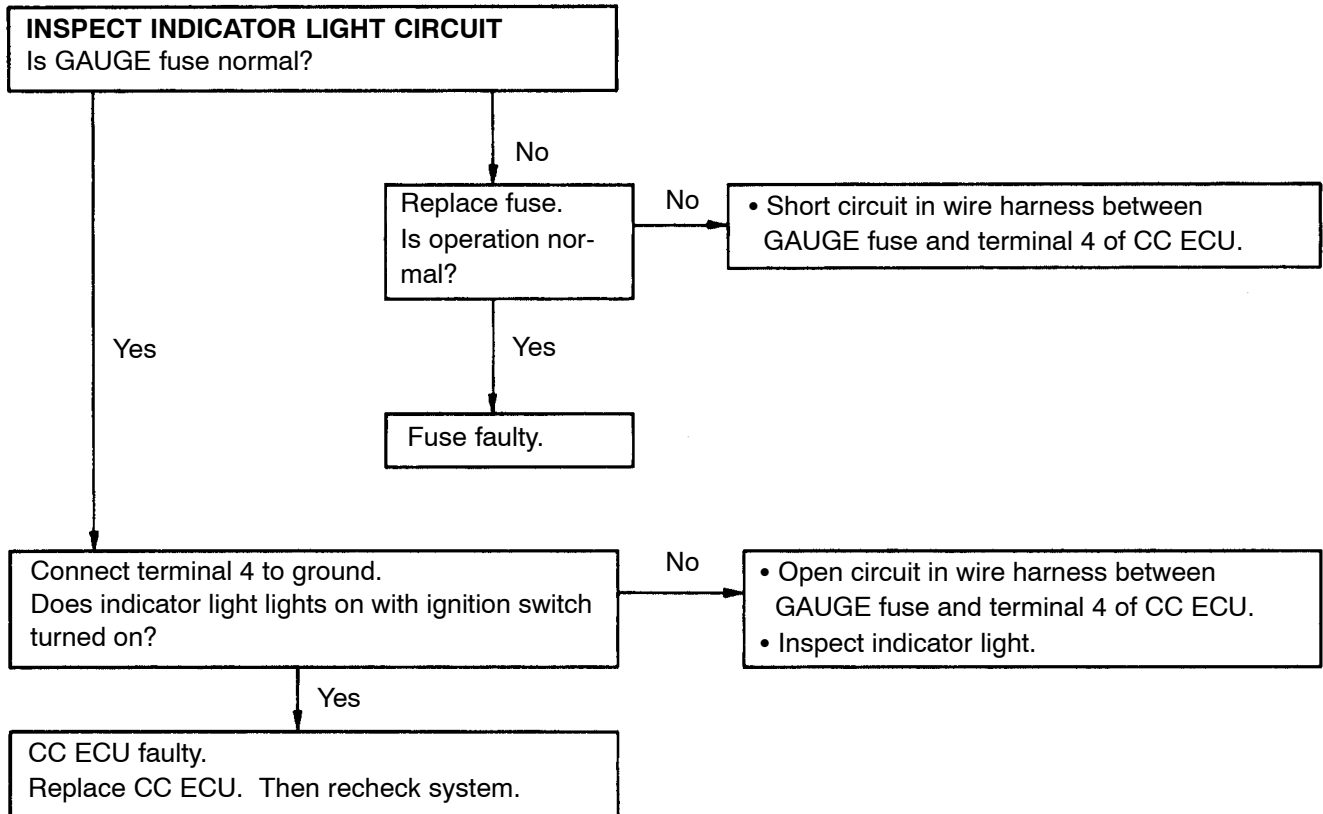 INSPECT INDICATOR LIGHT CIRCUIT
Is GAUGE fuse normal?
No
Replace fuse.
Is operation nor-
mal?
No
• Short circuit in wire harness between
GAUGE fuse and terminal 4 of CC ECU.
Yes
Yes
Fuse faulty.
Connect terminal 4 to ground.
Does indicator light lights on with ignition switch
turned on?
No
• Open circuit in wire harness between
GAUGE fuse and terminal 4 of CC ECU.
• Inspect indicator light.
Yes
CC ECU faulty.
Replace CC ECU. Then recheck system.